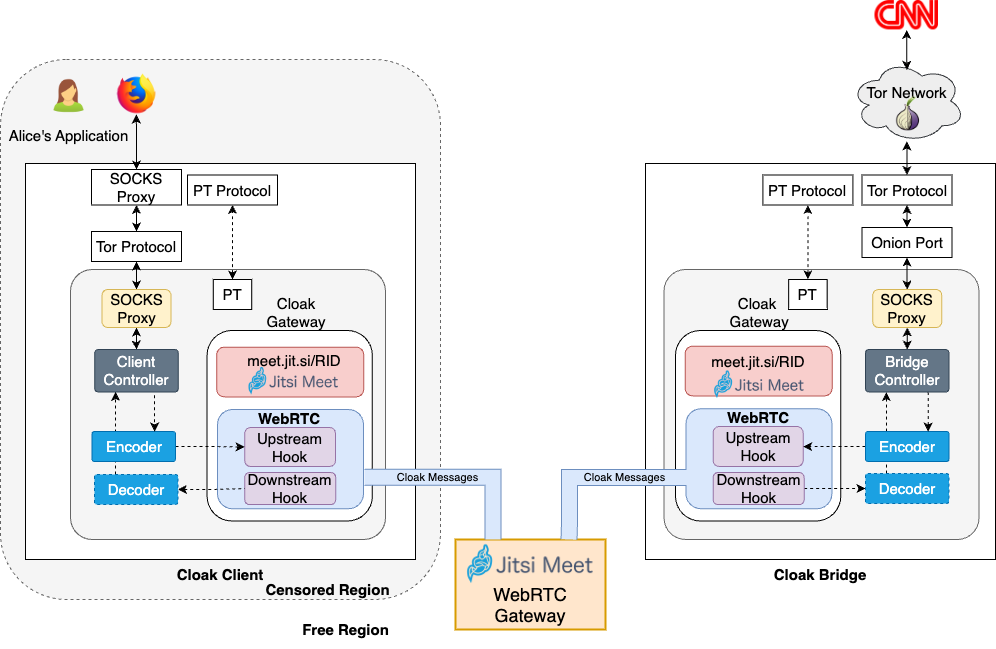 CNN
Tor Network
Alice's Application
SOCKS
Proxy
PT Protocol
Tor Protocol
PT
SOCKS
Proxy
Cloak
Gateway
Client
Controller
meet.jit.si/RID
Jitsi Meet
WebRTC
Upstream
Hook
Encoder
Downstream
Hook
Decoder
Cloak Messages
Cloak Client
Censored Region
Free Region
Jitsi Meet
WebRTC
Gateway
PT Protocol
Tor Protocol
Onion Port
PT
SOCKS
Proxy
Cloak
Gateway
meet.jit.si/RID
Jitsi Meet
Bridge
Controller
WebRTC
Upstream
Hook
Encoder
Downstream
Hook
Decoder
Cloak Messages
Cloak Bridge